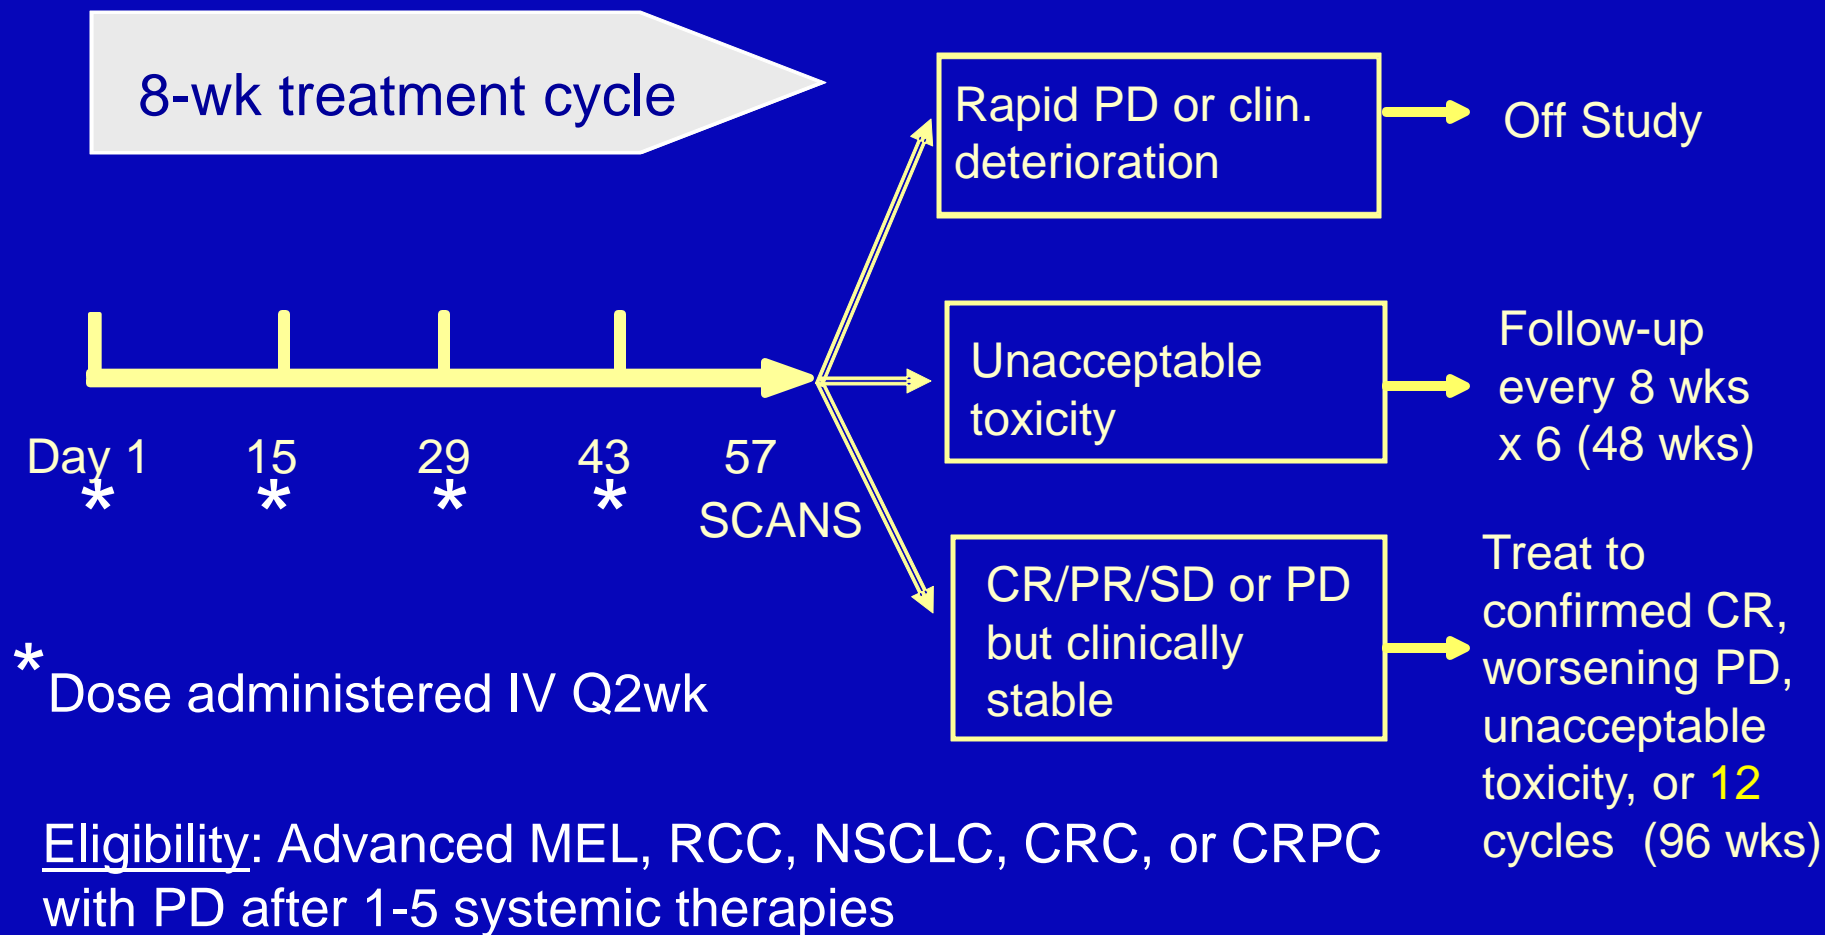 8-wk treatment cycle
Rapid PD or clin.
deterioration
Off Study
Unacceptable
toxicity
Follow-up
every 8 wks
x 6 (48 wks)
Day 1 15 29 43 57
* * * *
SCANS
CR/PR/SD or PD
but clinically
stable
Treat to
confirmed CR,
worsening PD,
unacceptable
toxicity, or 12
cycles (96 wks)
*Dose administered IV Q2wk
Eligibility: Advanced MEL, RCC, NSCLC, CRC, or CRPC
with PD after 1-5 systemic therapies